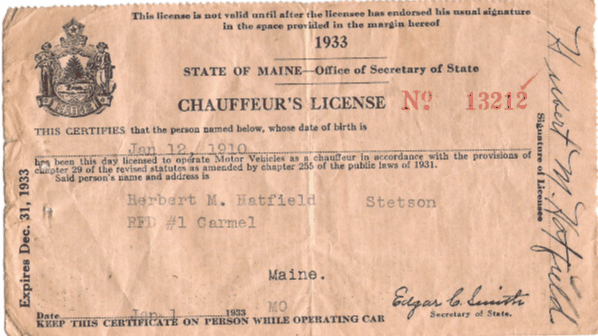 This license is not valid until after the licensee has endorsed his usual signature
in the space provided in the margin hereof
1933
STATE OF MAINE—Office of Secretary of State
CHAUFFEUR'S LICENSE No 13212
THIS CERTIFIES that the person named below, whose date of birth is
Jan 12, 1910
has been this day licensed to operate Motor Vehicles as a chauffeur in accordance with the provisions of
chapter 29 of the revised statutes as amended by chapter 255 of the public laws of 1931.
Said person's name and address is
Herbert M. Hatfield Stetson
RFD #1 Carmel
Maine.
Date Jan 1 1933 MO
Edgar C. Smith
Secretary of State.
KEEP THIS CERTIFICATE ON PERSON WHILE OPERATING CAR
Expires Dec. 31, 1933
Signature of Licensee
Hubert M. Hatfield.